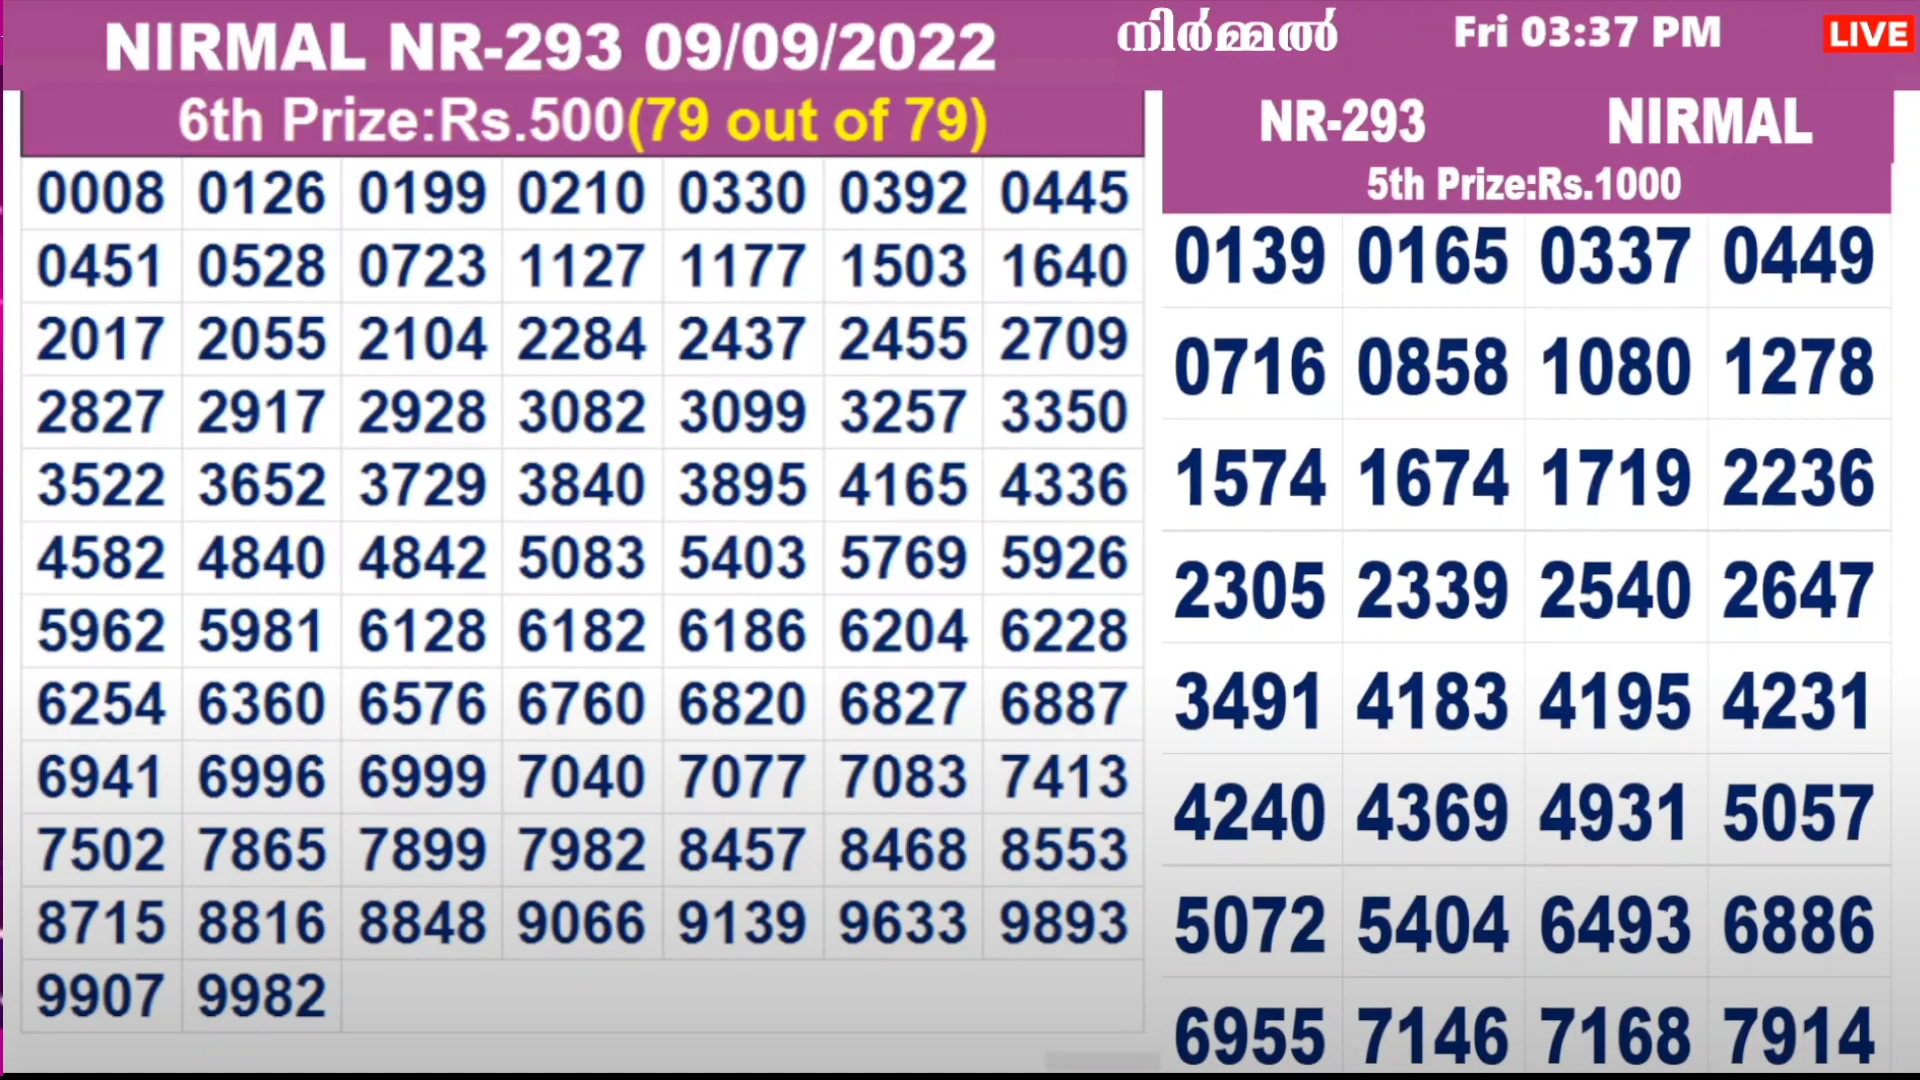 NIRMAL NR-293 09/09/2022
നിർമ്മൽ
Fri 03:37 PM
LIVE
6th Prize:Rs.500(79 out of 79)
0008 0126 0199 0210 0330 0392 0445
0451 0528 0723 1127 1177 1503 1640
2017 2055 2104 2284 2437 2455 2709
2827 2917 2928 3082 3099 3257 3350
3522 3652 3729 3840 3895 4165 4336
4582 4840 4842 5083 5403 5769 5926
5962 5981 6128 6182 6186 6204 6228
6254 6360 6576 6760 6820 6827 6887
6941 6996 6999 7040 7077 7083 7413
7502 7865 7899 7982 8457 8468 8553
8715 8816 8848 9066 9139 9633 9893
9907 9982
NR-293 NIRMAL
5th Prize:Rs.1000
0139 0165 0337 0449
0716 0858 1080 1278
1574 1674 1719 2236
2305 2339 2540 2647
3491 4183 4195 4231
4240 4369 4931 5057
5072 5404 6493 6886
6955 7146 7168 7914